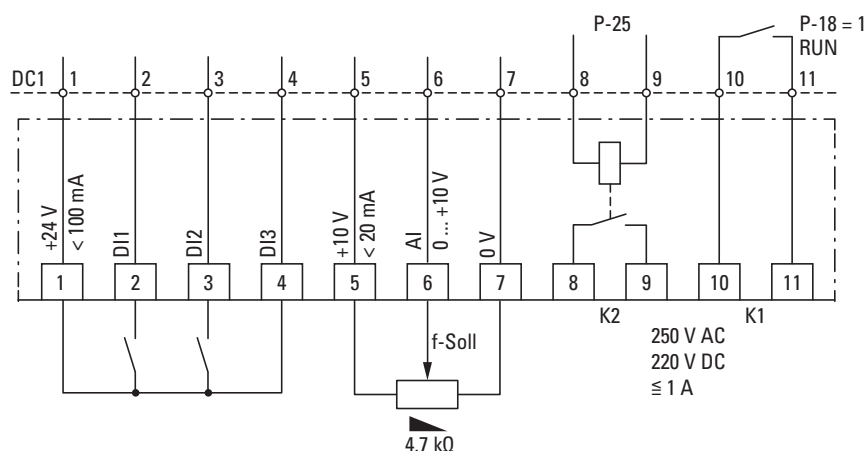 P-25
P-18 = 1
RUN
DC1 1 2 3 4 5 6 7 8 9 10 11
+24 V
< 100 mA
DI1
DI2
DI3
+10 V
< 20 mA
AI
0 ... +10 V
0 V
1 2 3 4 5 6 7 8 9 10 11
K2 K1
f-Soll
250 V AC
220 V DC
≦ 1 A
4.7 kΩ